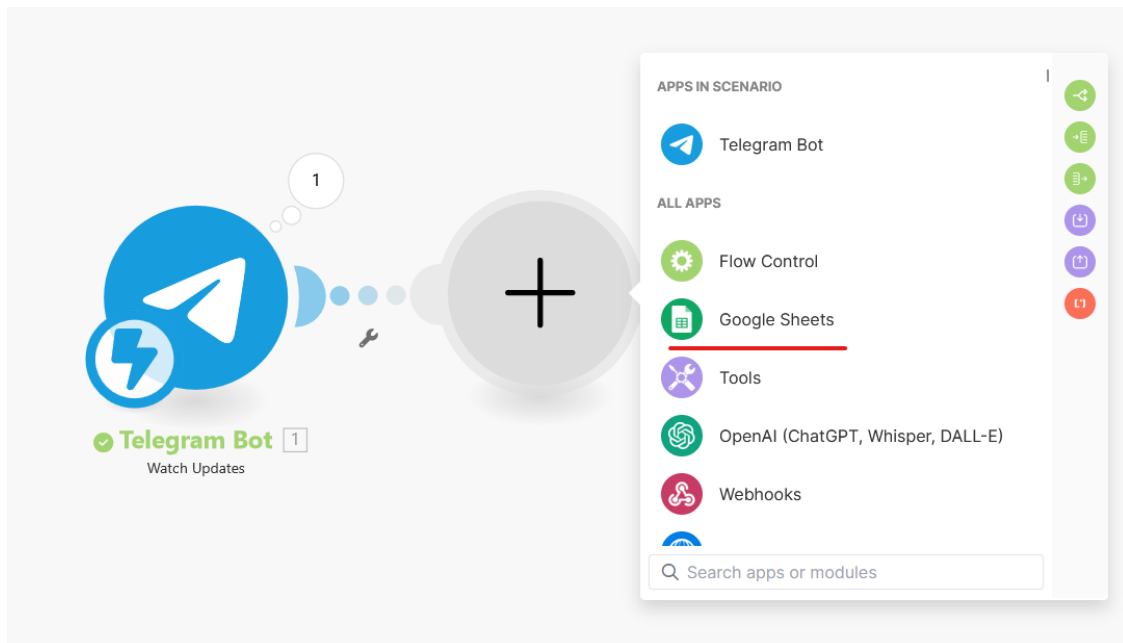 1
Telegram Bot 1
Watch Updates
APPS IN SCENARIO
Telegram Bot
ALL APPS
Flow Control
Google Sheets
Tools
OpenAI (ChatGPT, Whisper, DALL-E)
Webhooks
Search apps or modules